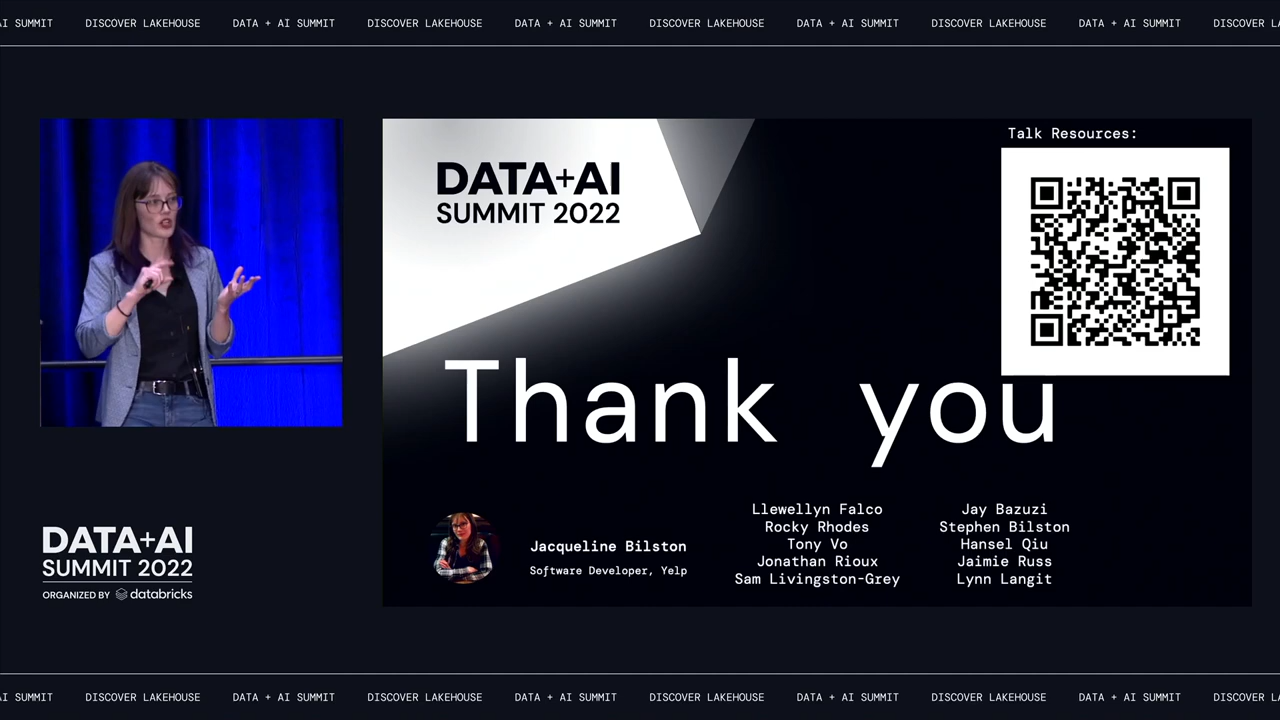 AI SUMMIT DISCOVER LAKEHOUSE DATA + AI SUMMIT DISCOVER LAKEHOUSE DATA + AI SUMMIT DISCOVER LAKEHOUSE DATA + AI SUMMIT DISCOVER LAKEHOUSE DATA + AI SUMMIT DISCOVER LA
Talk Resources:
DATA+AI
SUMMIT 2022
Thank you
Jacqueline Bilston
Software Developer, Yelp
Llewellyn Falco
Rocky Rhodes
Tony Vo
Jonathan Rioux
Sam Livingston-Grey
Jay Bazuzi
Stephen Bilston
Hansel Qiu
Jaimie Russ
Lynn Langit
DATA+AI
SUMMIT 2022
ORGANIZED BY databricks
AI SUMMIT DISCOVER LAKEHOUSE DATA + AI SUMMIT DISCOVER LAKEHOUSE DATA + AI SUMMIT DISCOVER LAKEHOUSE DATA + AI SUMMIT DISCOVER LAKEHOUSE DATA + AI SUMMIT DISCOVER LA